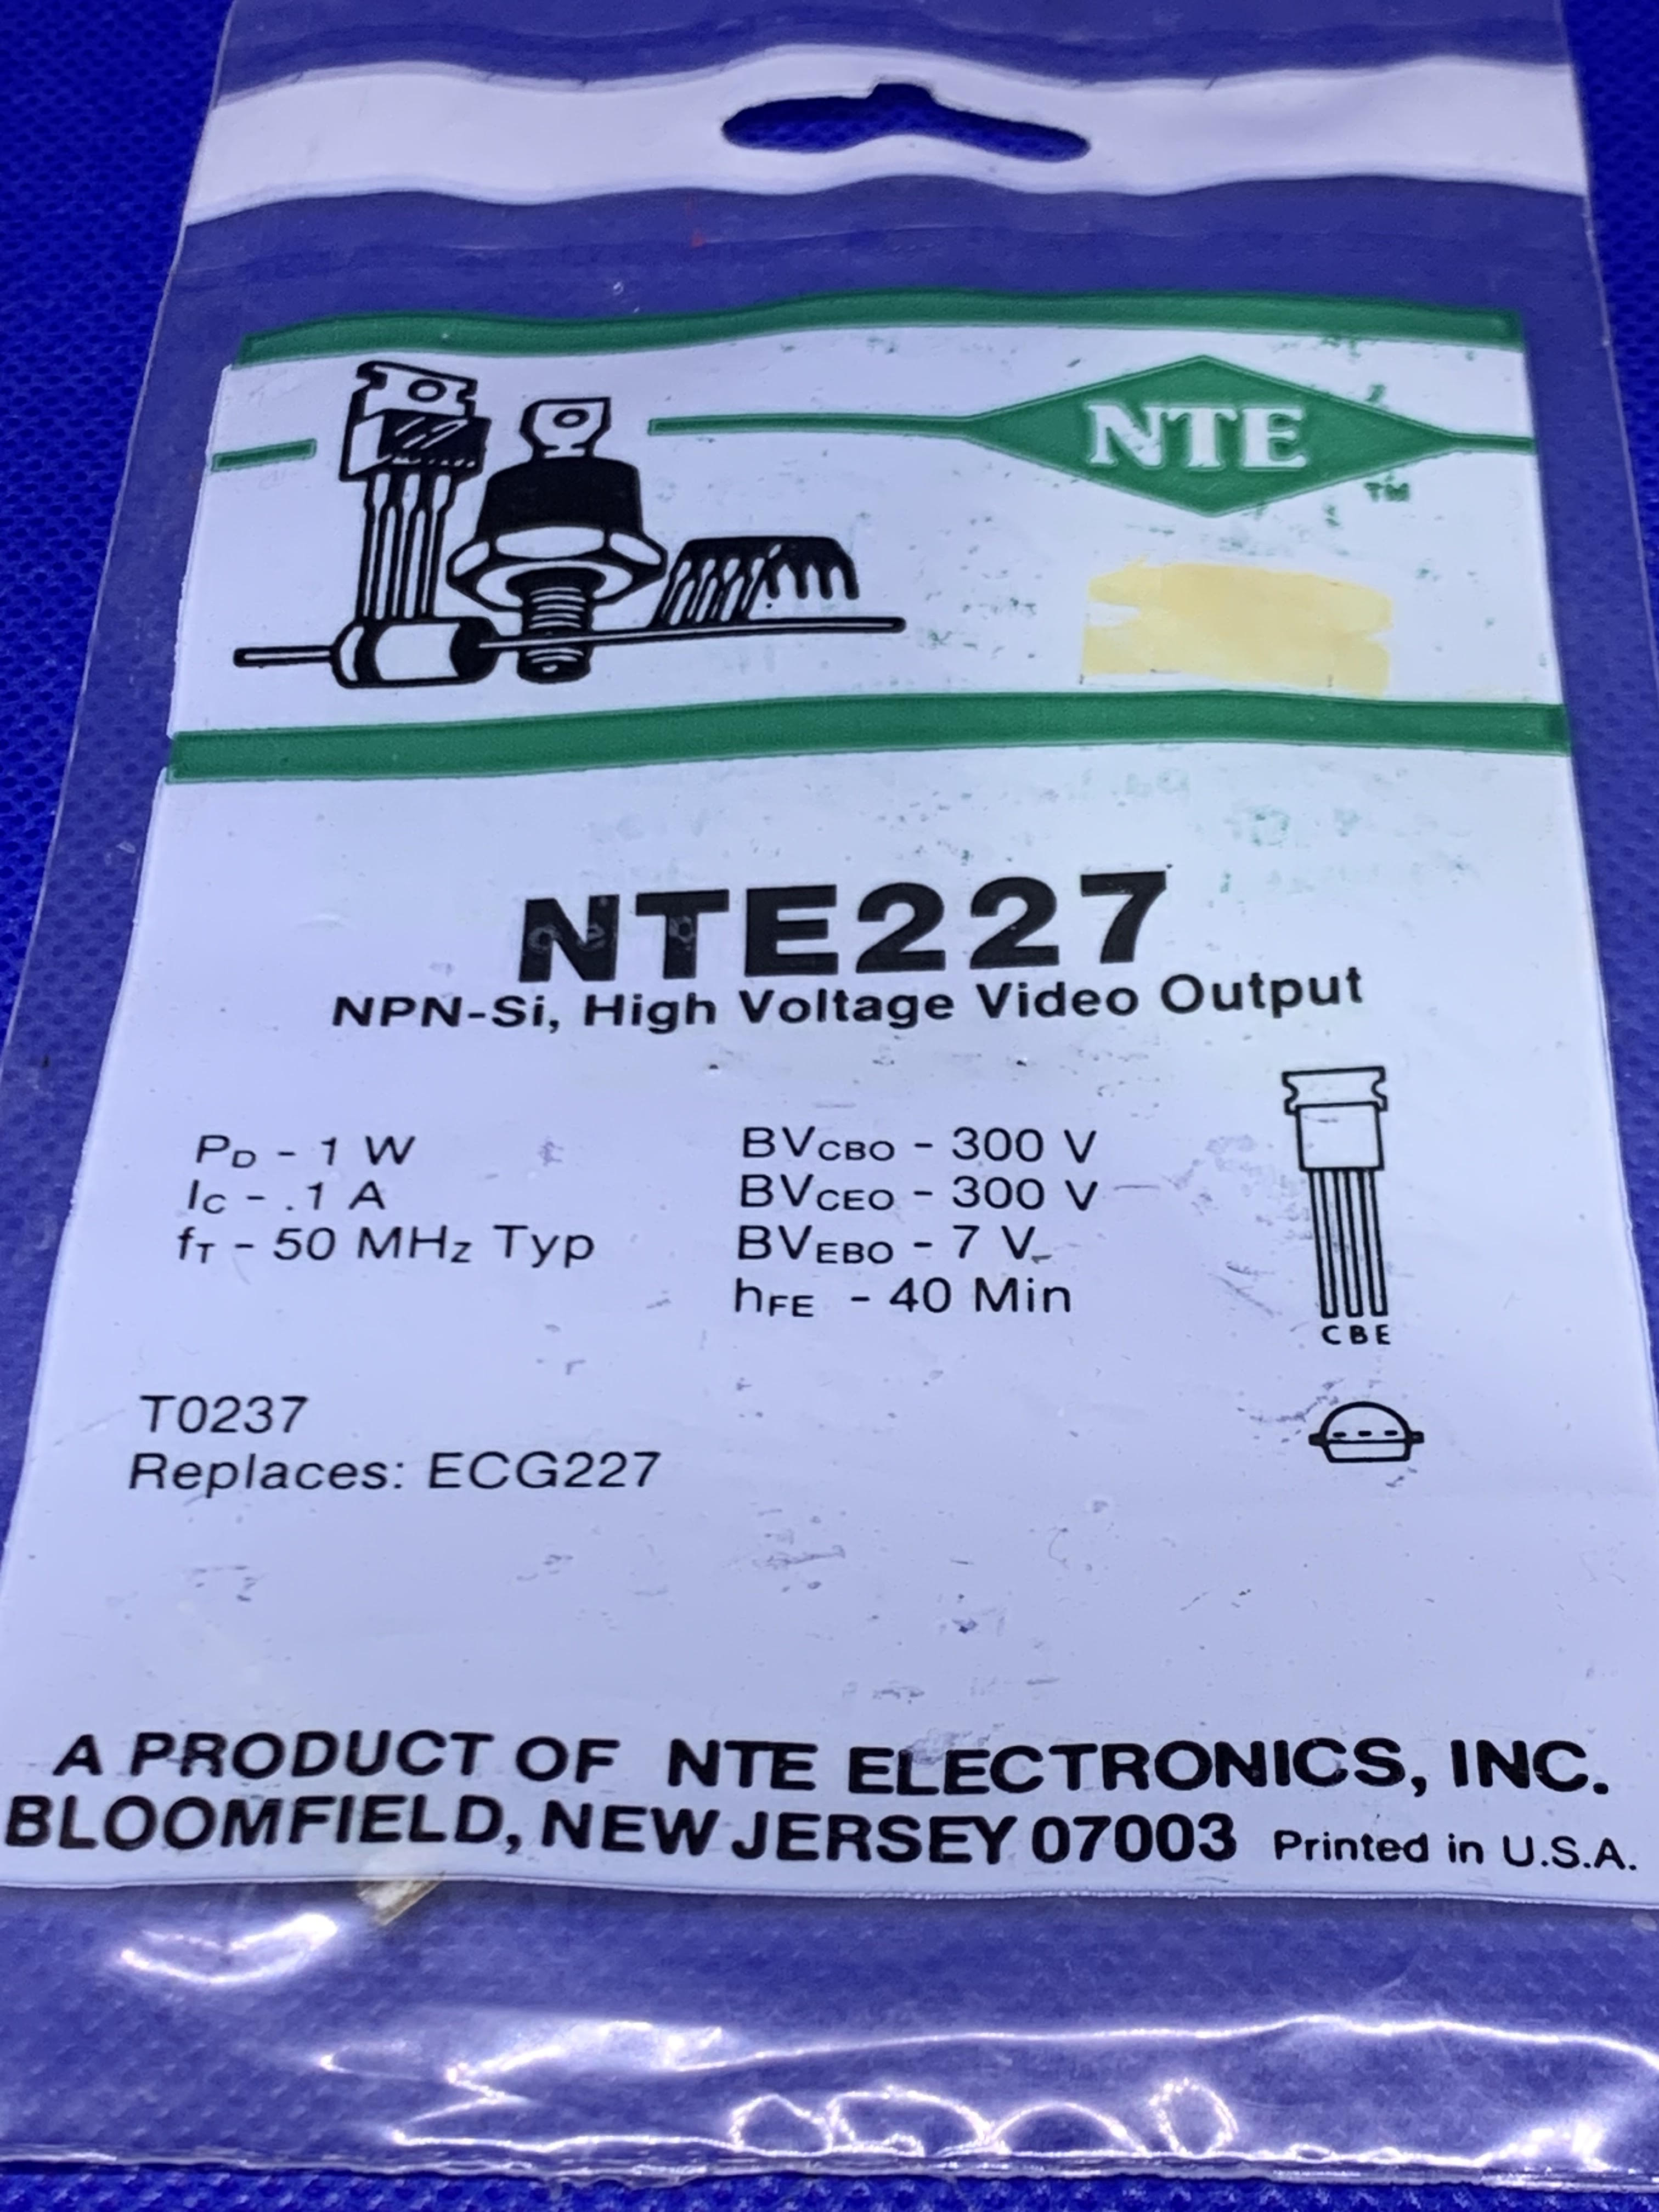 NTE
TM
NTE227
NPN-Si, High Voltage Video Output
PD - 1 W
IC - .1 A
fT - 50 MHz Typ
BVCBO - 300 V
BVCEO - 300 V
BVEBO - 7 V
hFE - 40 Min
C B E
T0237
Replaces: ECG227
A PRODUCT OF NTE ELECTRONICS, INC.
BLOOMFIELD, NEW JERSEY 07003 Printed in U.S.A.